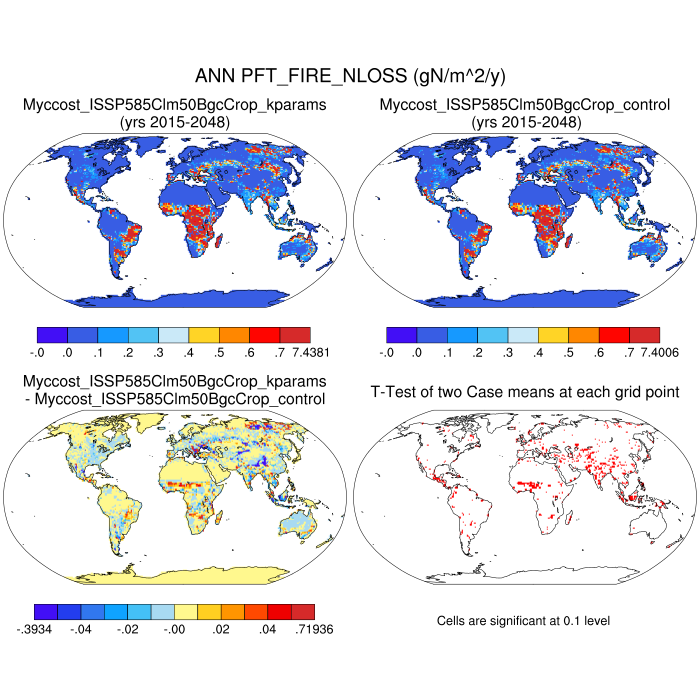 ANN PFT_FIRE_NLOSS (gN/m^2/y)
Myccost_ISSP585Clm50BgcCrop_kparams
(yrs 2015-2048)
Myccost_ISSP585Clm50BgcCrop_control
(yrs 2015-2048)
-.0 .0 .1 .2 .3 .4 .5 .6 .7 7.4381
-.0 .0 .1 .2 .3 .4 .5 .6 .7 7.4006
Myccost_ISSP585Clm50BgcCrop_kparams
- Myccost_ISSP585Clm50BgcCrop_control
T-Test of two Case means at each grid point
-.3934 -.04 -.02 -.00 .02 .04 .71936
Cells are significant at 0.1 level